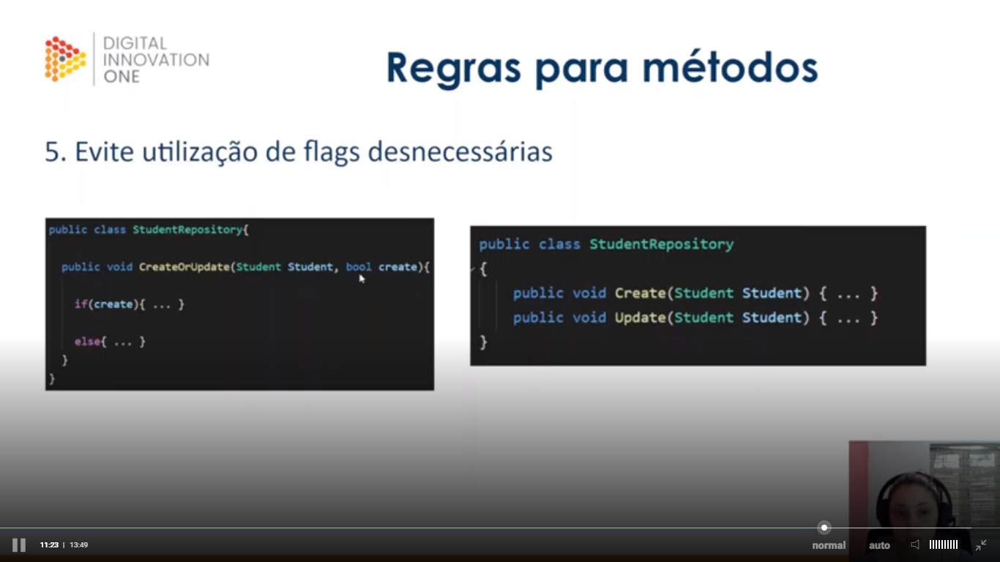 DIGITAL
INNOVATION
ONE
Regras para métodos
5. Evite utilização de flags desnecessárias
public class StudentRepository{
public void CreateOrUpdate(Student Student, bool create){
if(create){ ... }
else{ ... }
}
}
public class StudentRepository
{
public void Create(Student Student) { ... }
public void Update(Student Student) { ... }
}
11:23 | 13:49
normal
auto